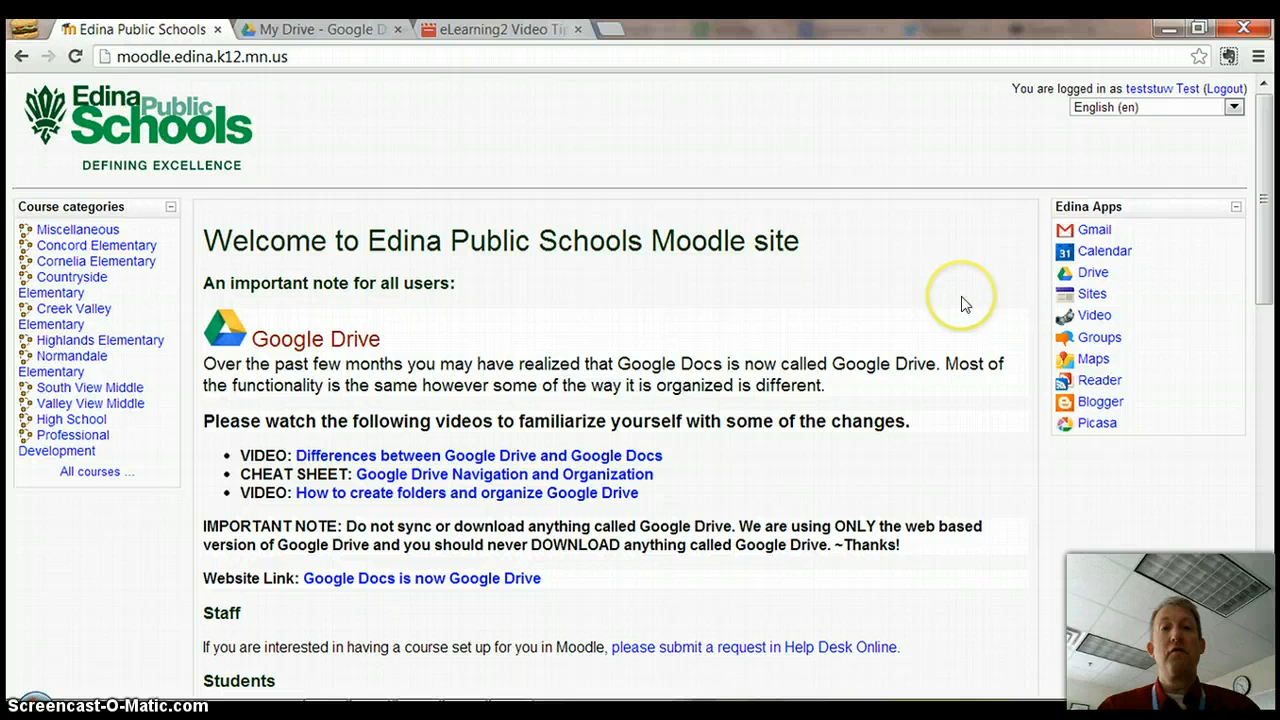 Edina Public Schools
My Drive - Google D
eLearning2 Video Tip
moodle.edina.k12.mn.us
Edina Public Schools
DEFINING EXCELLENCE
You are logged in as teststuw Test (Logout)
English (en)
Course categories
Miscellaneous
Concord Elementary
Cornelia Elementary
Countryside
Elementary
Creek Valley
Elementary
Highlands Elementary
Normandale
Elementary
South View Middle
Valley View Middle
High School
Professional
Development
All courses ...
Welcome to Edina Public Schools Moodle site
An important note for all users:
Google Drive
Over the past few months you may have realized that Google Docs is now called Google Drive. Most of
the functionality is the same however some of the way it is organized is different.
Please watch the following videos to familiarize yourself with some of the changes.
• VIDEO: Differences between Google Drive and Google Docs
• CHEAT SHEET: Google Drive Navigation and Organization
• VIDEO: How to create folders and organize Google Drive
IMPORTANT NOTE: Do not sync or download anything called Google Drive. We are using ONLY the web based
version of Google Drive and you should never DOWNLOAD anything called Google Drive. ~Thanks!
Website Link: Google Docs is now Google Drive
Staff
If you are interested in having a course set up for you in Moodle, please submit a request in Help Desk Online.
Students
Edina Apps
Gmail
31 Calendar
Drive
Sites
Video
Groups
Maps
Reader
Blogger
Picasa
Screencast-O-Matic.com